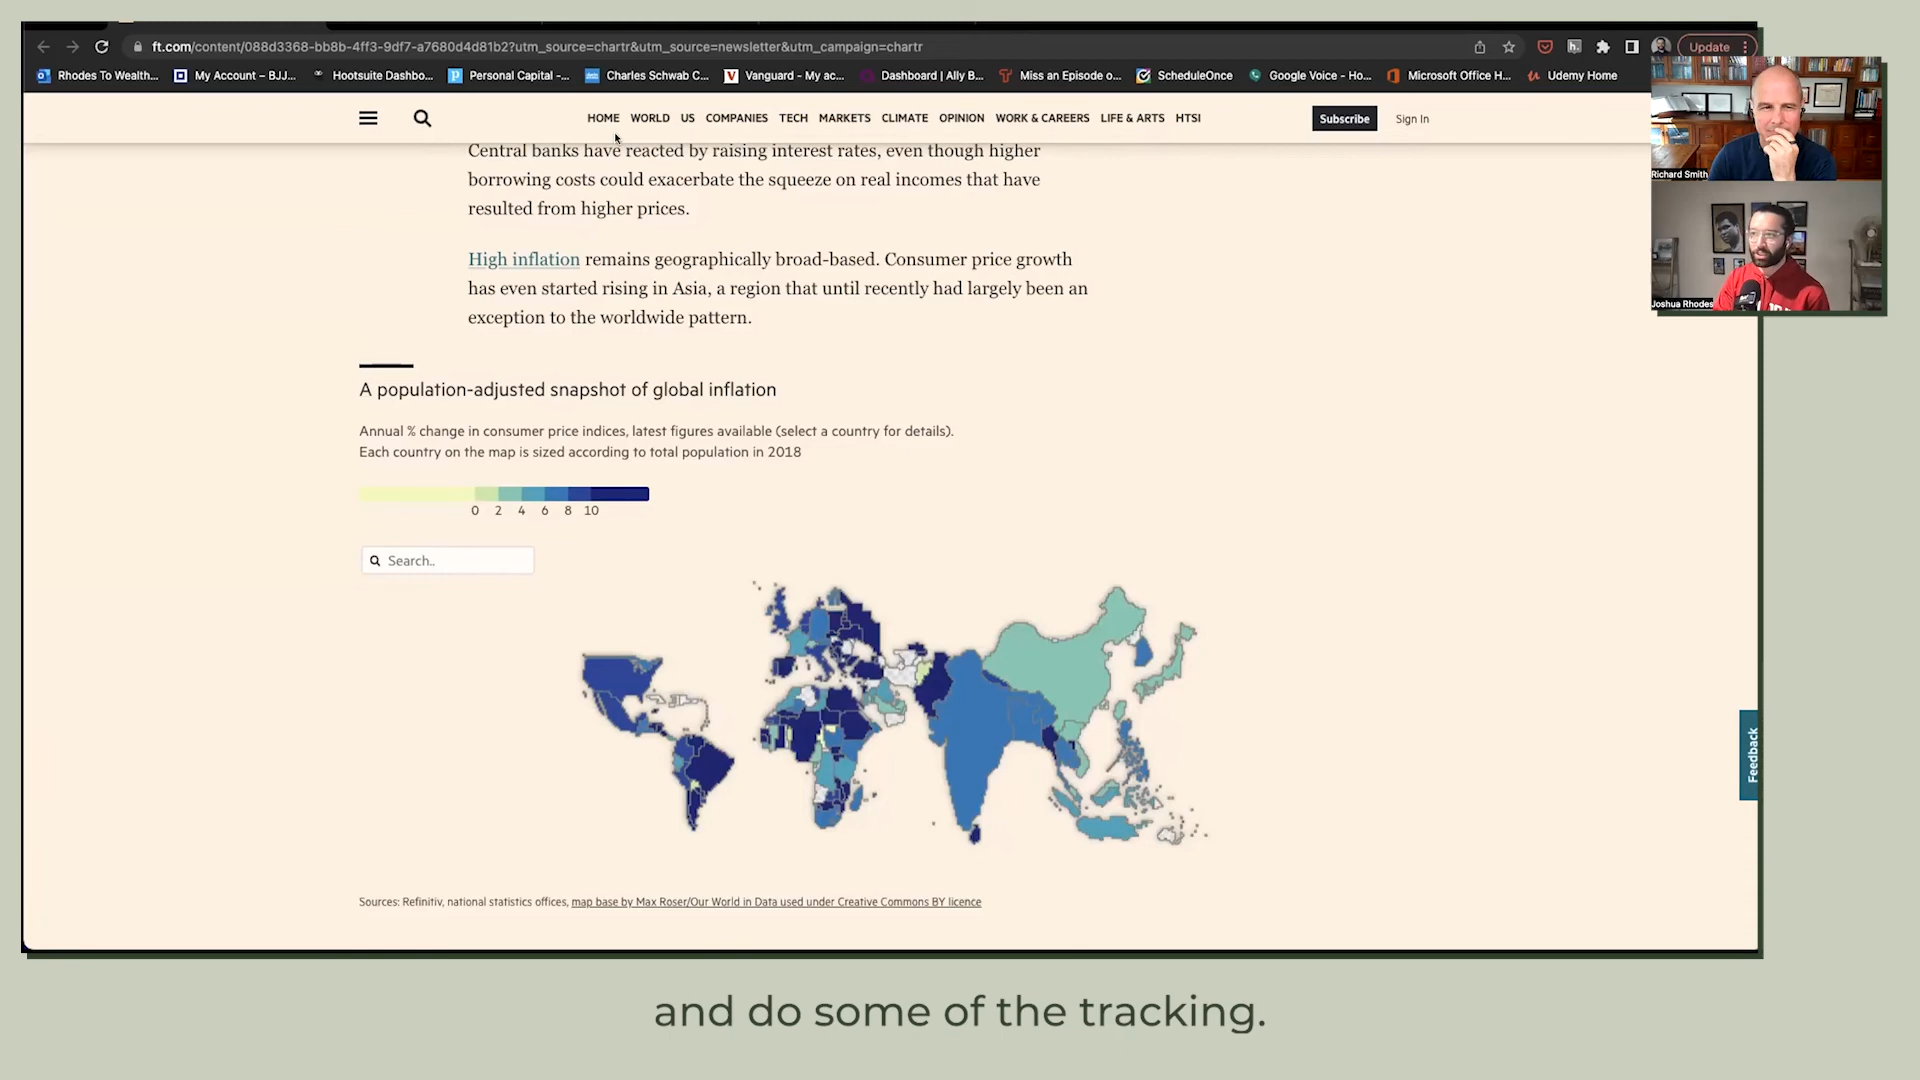 ft.com/content/088d3368-bb8b-4ff3-9df7-a7680d4d81b2?utm_source=chartr&utm_source=newsletter&utm_campaign=chartr
Update
Rhodes To Wealth...
My Account – BJJ...
Hootsuite Dashbo...
Personal Capital -...
Charles Schwab C...
Vanguard - My ac...
Dashboard | Ally B...
Miss an Episode o...
ScheduleOnce
Google Voice - Ho...
Microsoft Office H...
Udemy Home
HOME WORLD US COMPANIES TECH MARKETS CLIMATE OPINION WORK & CAREERS LIFE & ARTS HTSI
Subscribe
Sign In
Richard Smith
Joshua Rhodes
Central banks have reacted by raising interest rates, even though higher
borrowing costs could exacerbate the squeeze on real incomes that have
resulted from higher prices.
High inflation remains geographically broad-based. Consumer price growth
has even started rising in Asia, a region that until recently had largely been an
exception to the worldwide pattern.
A population-adjusted snapshot of global inflation
Annual % change in consumer price indices, latest figures available (select a country for details).
Each country on the map is sized according to total population in 2018
0 2 4 6 8 10
Search..
Feedback
Sources: Refinitiv, national statistics offices, map base by Max Roser/Our World in Data used under Creative Commons BY licence
and do some of the tracking.